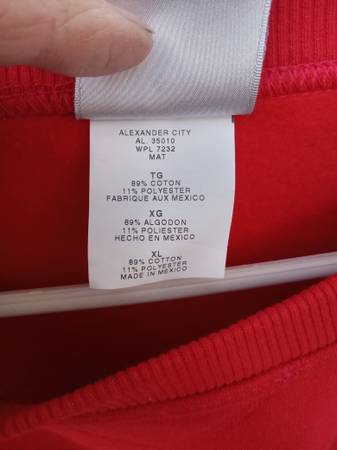 ALEXANDER CITY
AL. 35010
WPL 7232
MAT
TG
89% COTON
11% POLYESTER
FABRIQUE AUX MEXICO
XG
89% ALGODON
11% POLIESTER
HECHO EN MEXICO
XL
89% COTTON
11% POLYESTER
MADE IN MEXICO